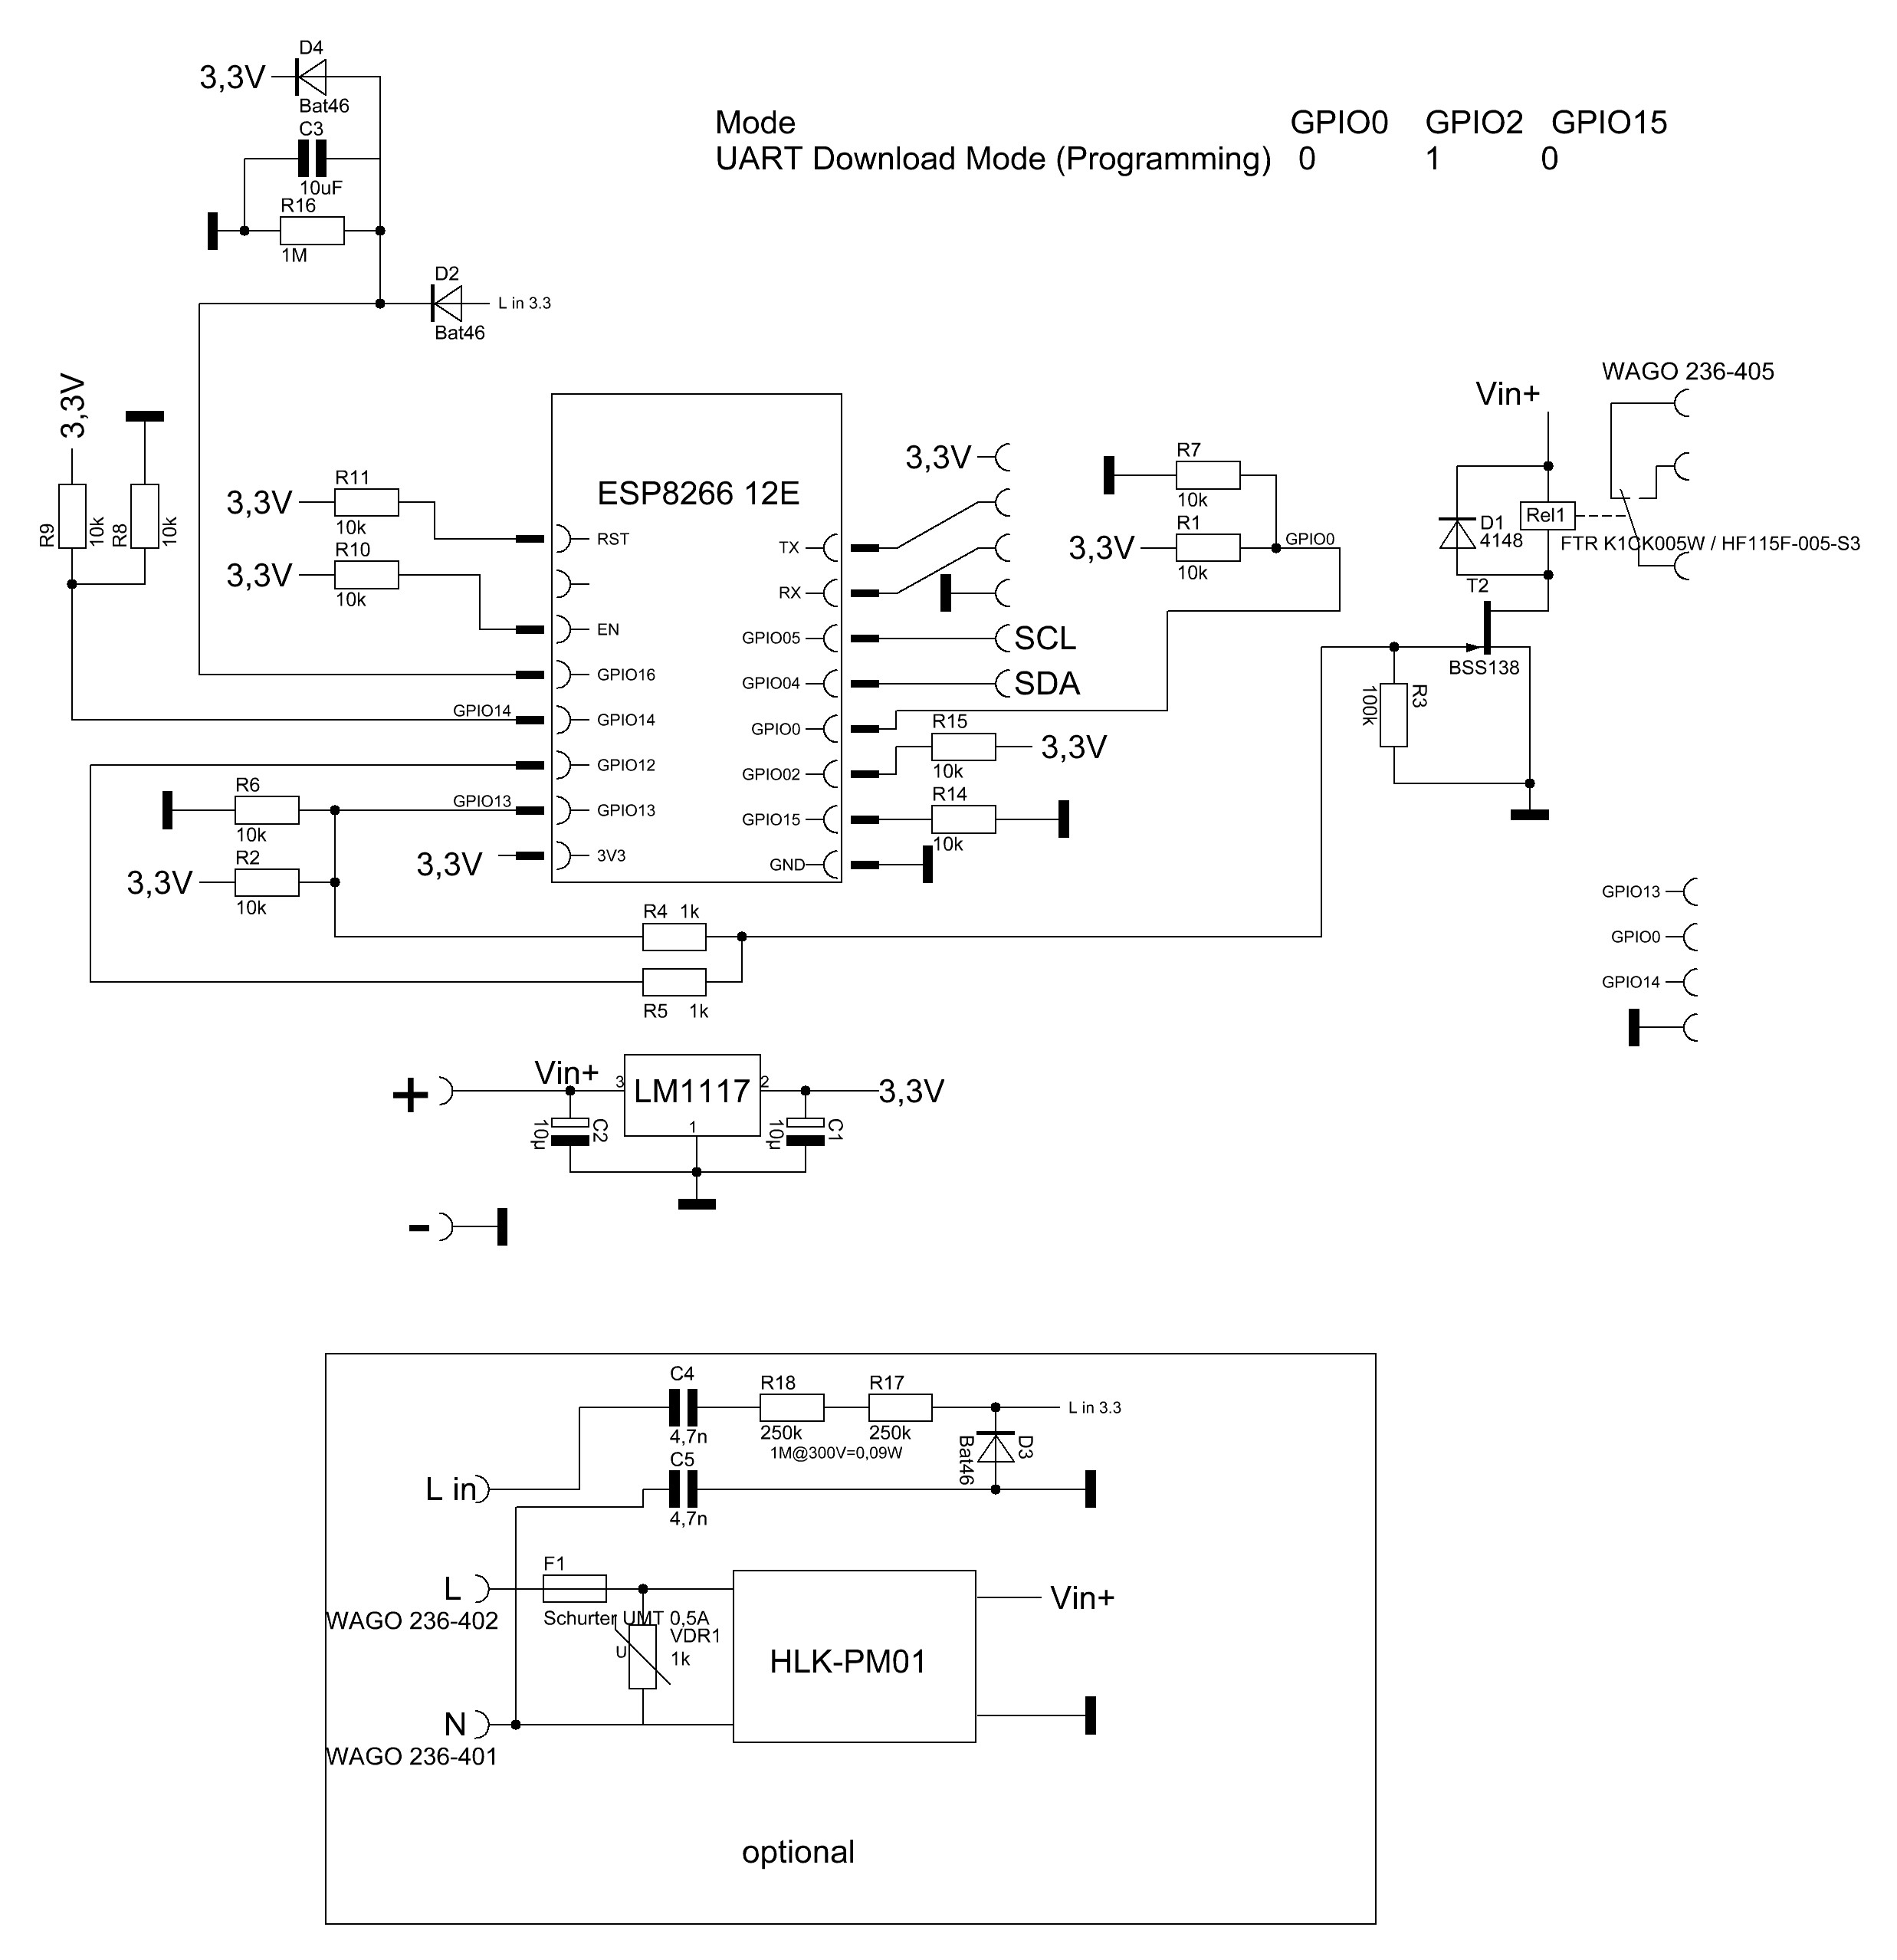 D4
3,3V
Bat46
C3
10uF
R16
1M
D2
L in 3.3
Bat46
Mode GPIO0 GPIO2 GPIO15
UART Download Mode (Programming) 0 1 0
3,3V
R9
10k
R8
10k
3,3V
R11
10k
3,3V
R10
10k
ESP8266 12E
RST
EN
GPIO16
GPIO14
GPIO14
GPIO12
GPIO13
GPIO13
3,3V
3V3
TX
RX
GPIO05
GPIO04
GPIO0
GPIO02
GPIO15
GND
3,3V
SCL
SDA
R15
10k
3,3V
R14
10k
R7
10k
3,3V
R1
10k
GPIO0
R6
10k
3,3V
R2
10k
R4 1k
R5 1k
WAGO 236-405
Vin+
Rel1
D1
4148
FTR K1CK005W / HF115F-005-S3
T2
BSS138
R3
100k
GPIO13
GPIO0
GPIO14
+
Vin+
3
LM1117
2
1
3,3V
C2
10µ
C1
10µ
-
C4
4,7n
R18
250k
R17
250k
1M@300V=0,09W
L in 3.3
D3
Bat46
C5
4,7n
L in
F1
L
Schurter UMT 0,5A
WAGO 236-402
VDR1
1k
U
HLK-PM01
Vin+
N
WAGO 236-401
optional